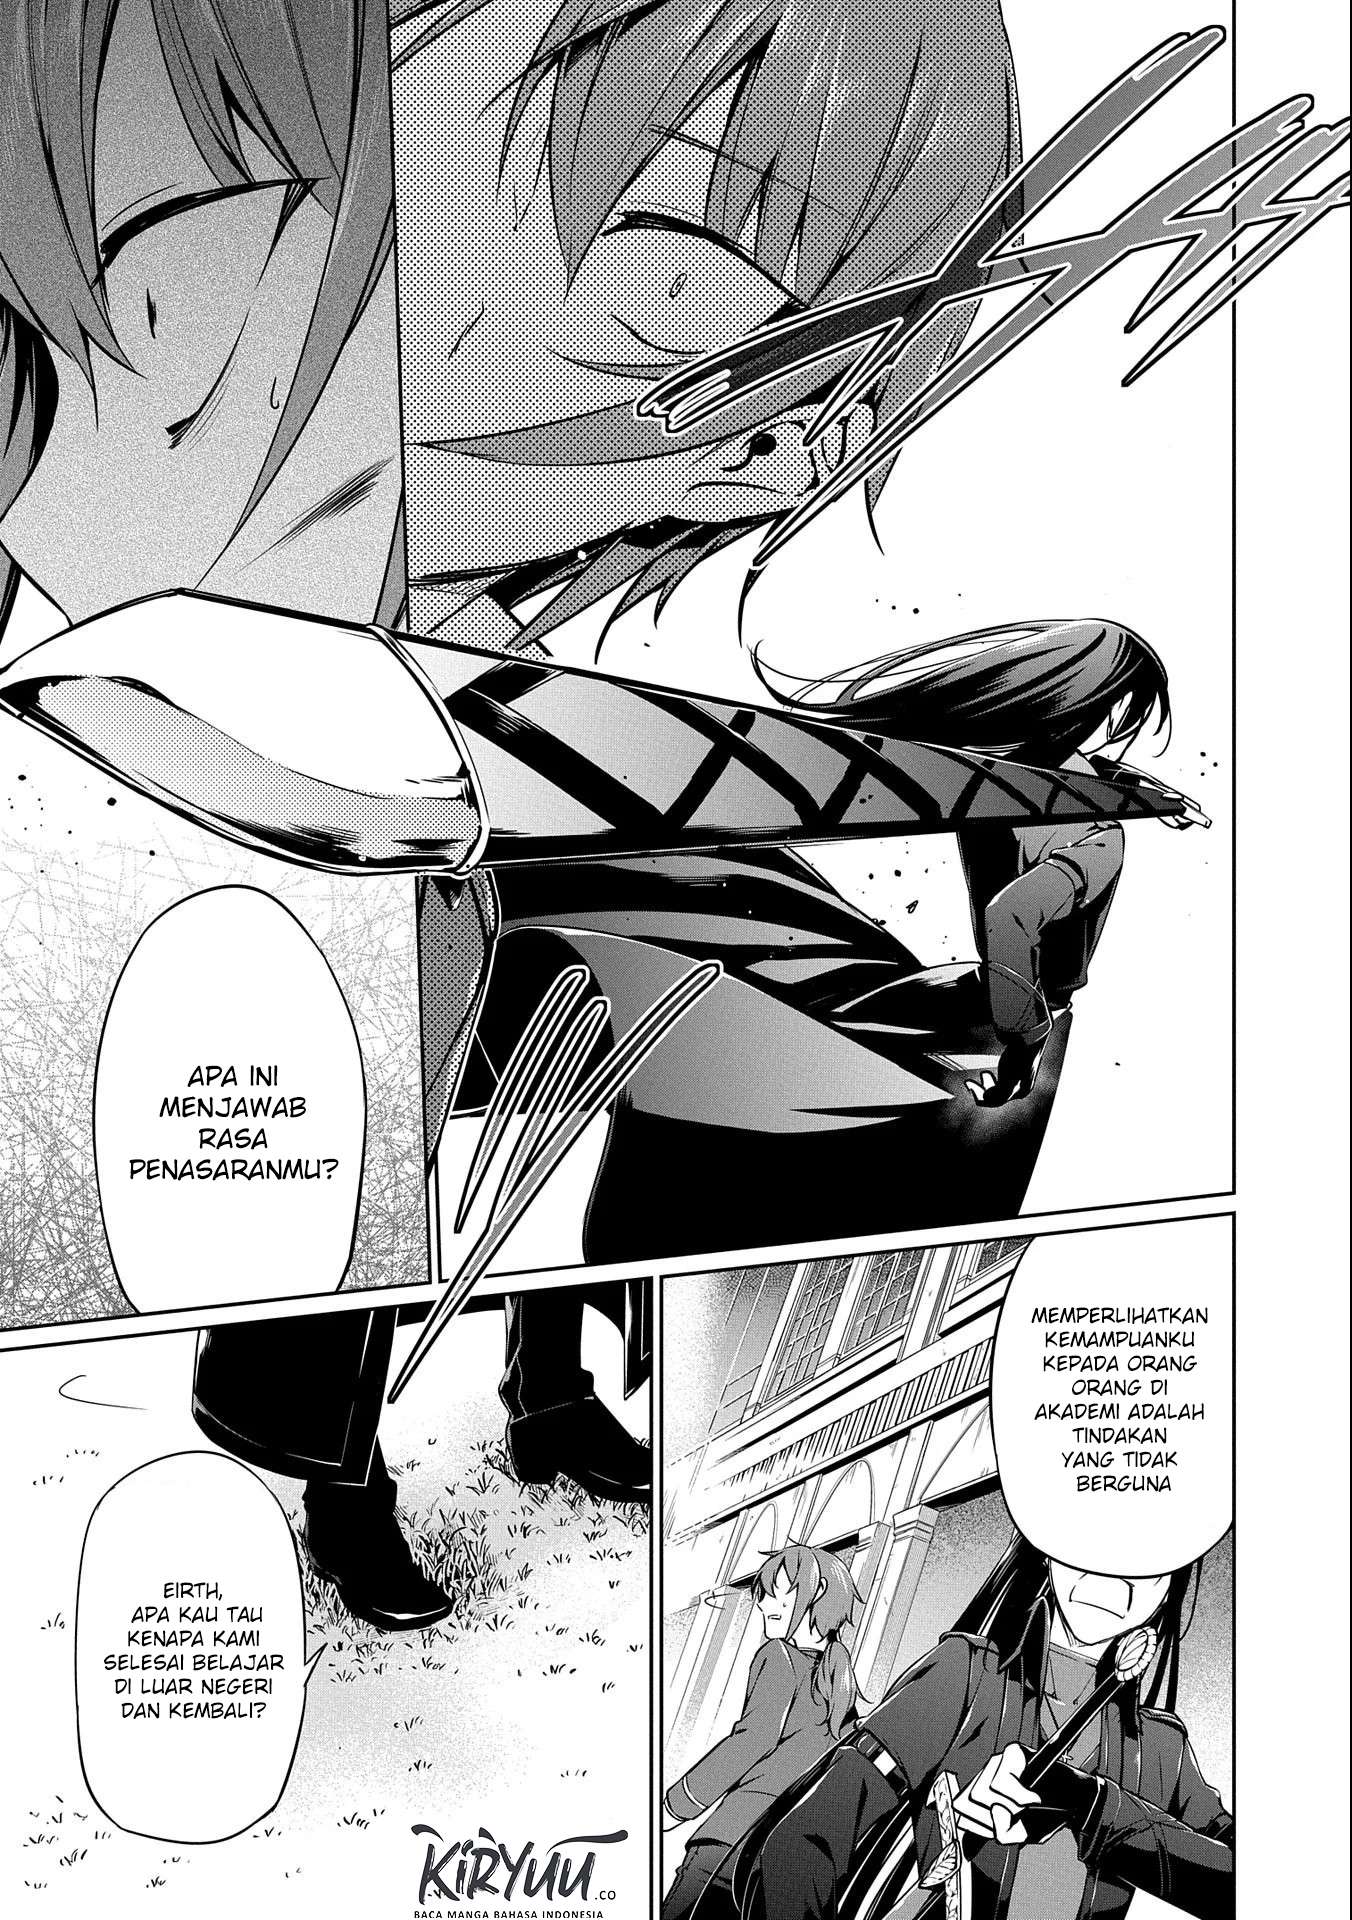 APA INI
MENJAWAB
RASA
PENASARANMU?
MEMPERLIHATKAN
KEMAMPUANKU
KEPADA ORANG
ORANG DI
AKADEMI ADALAH
TINDAKAN
YANG TIDAK
BERGUNA
EIRTH,
APA KAU TAU
KENAPA KAMI
SELESAI BELAJAR
DI LUAR NEGERI
DAN KEMBALI?
KIRYUU.CO
BACA MANGA BAHASA INDONESIA